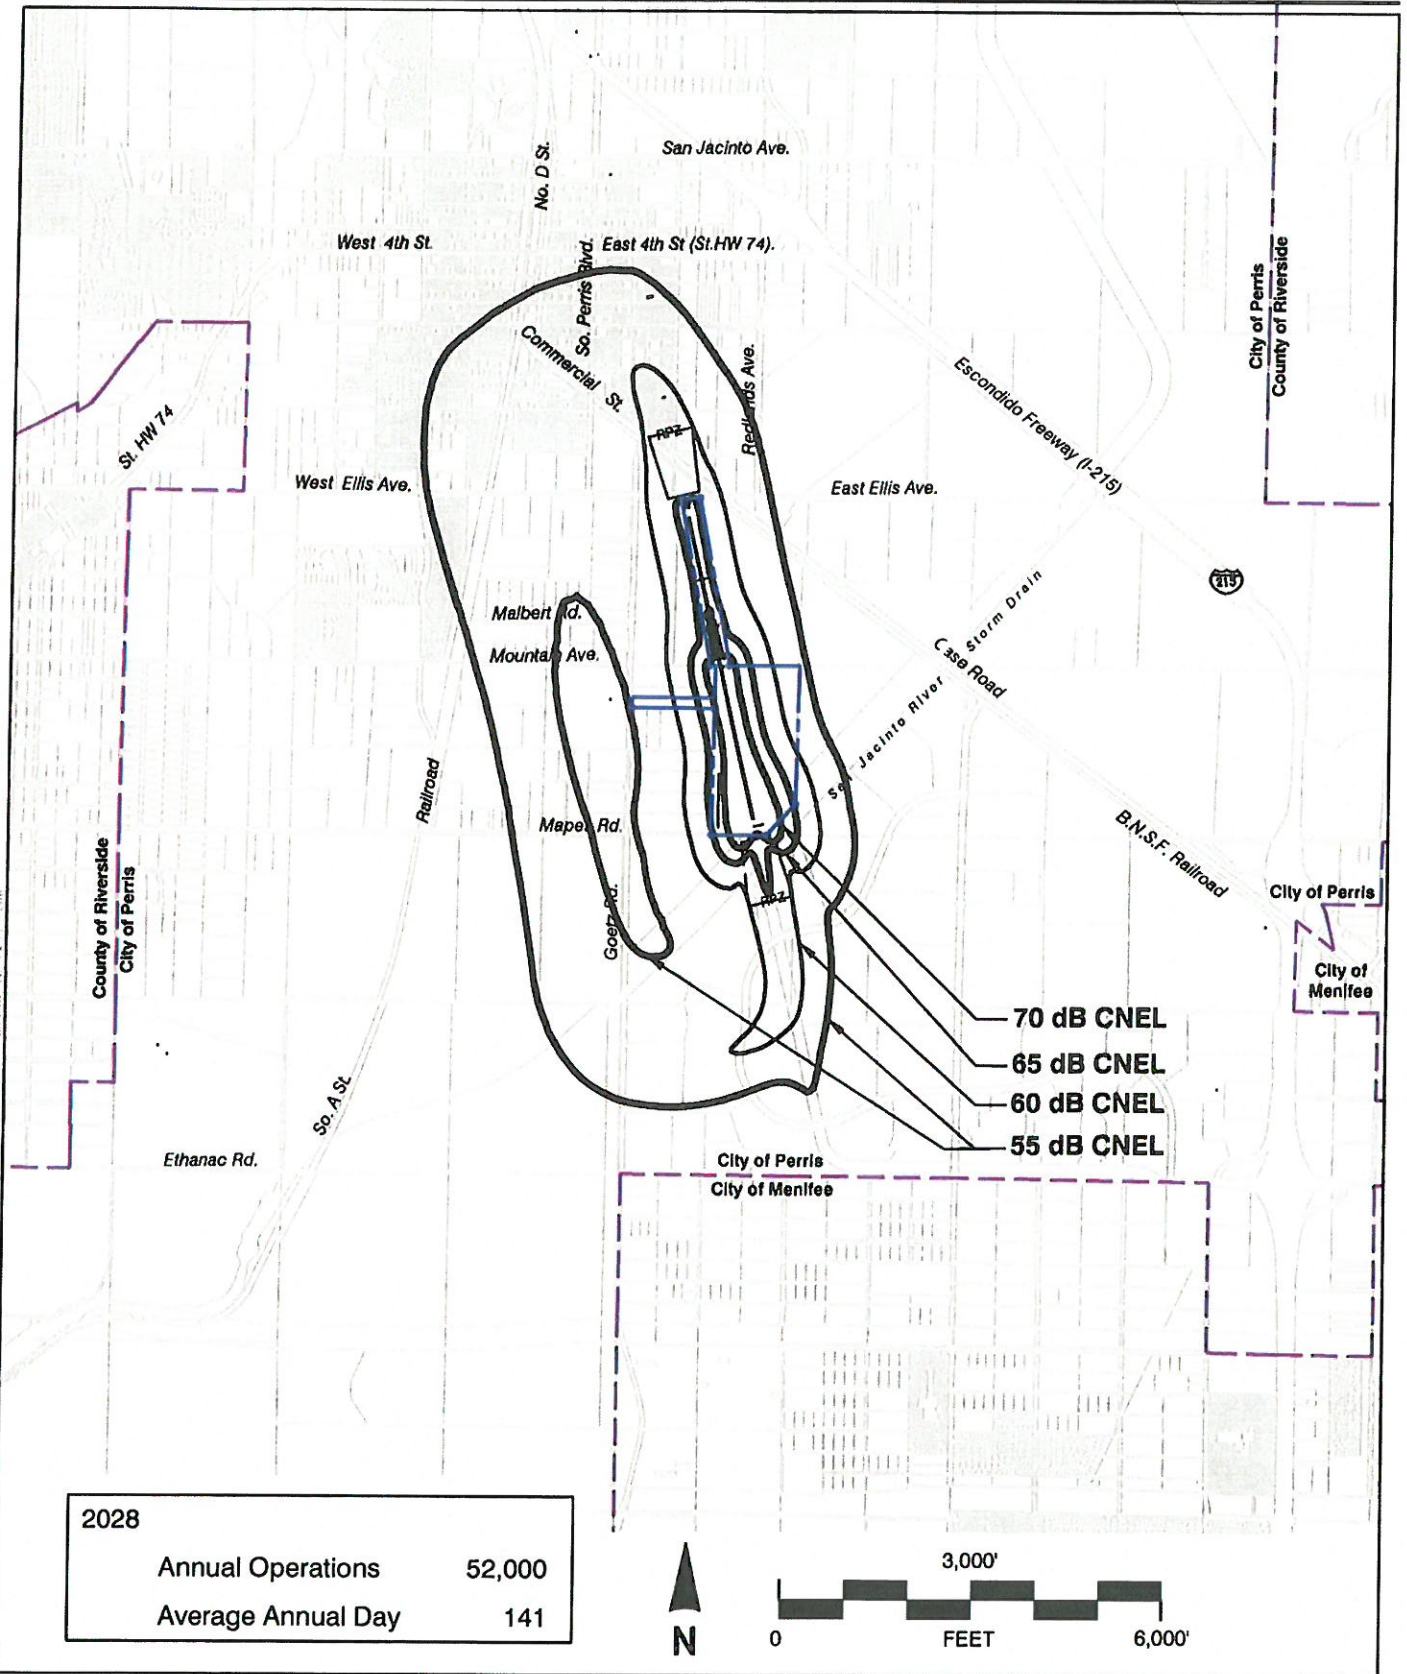 San Jacinto Ave.
No. D St.
West 4th St.
So. Perris Blvd.
East 4th St (St.HW 74).
City of Perris
County of Riverside
Commercial St.
Redlands Ave.
Escondido Freeway (I-215)
St. HW 74
RPZ
West Ellis Ave.
East Ellis Ave.
215
Malbert Rd.
Mountain Ave.
San Jacinto River Storm Drain
Case Road
Railroad
Mapes Rd.
B.N.S.F. Railroad
County of Riverside
City of Perris
Goetz Rd.
RPZ
City of Perris
City of
Menifee
70 dB CNEL
65 dB CNEL
60 dB CNEL
55 dB CNEL
So. A St.
Ethanac Rd.
City of Perris
City of Menifee
2028
Annual Operations 52,000
Average Annual Day 141
N
3,000'
0 FEET 6,000'